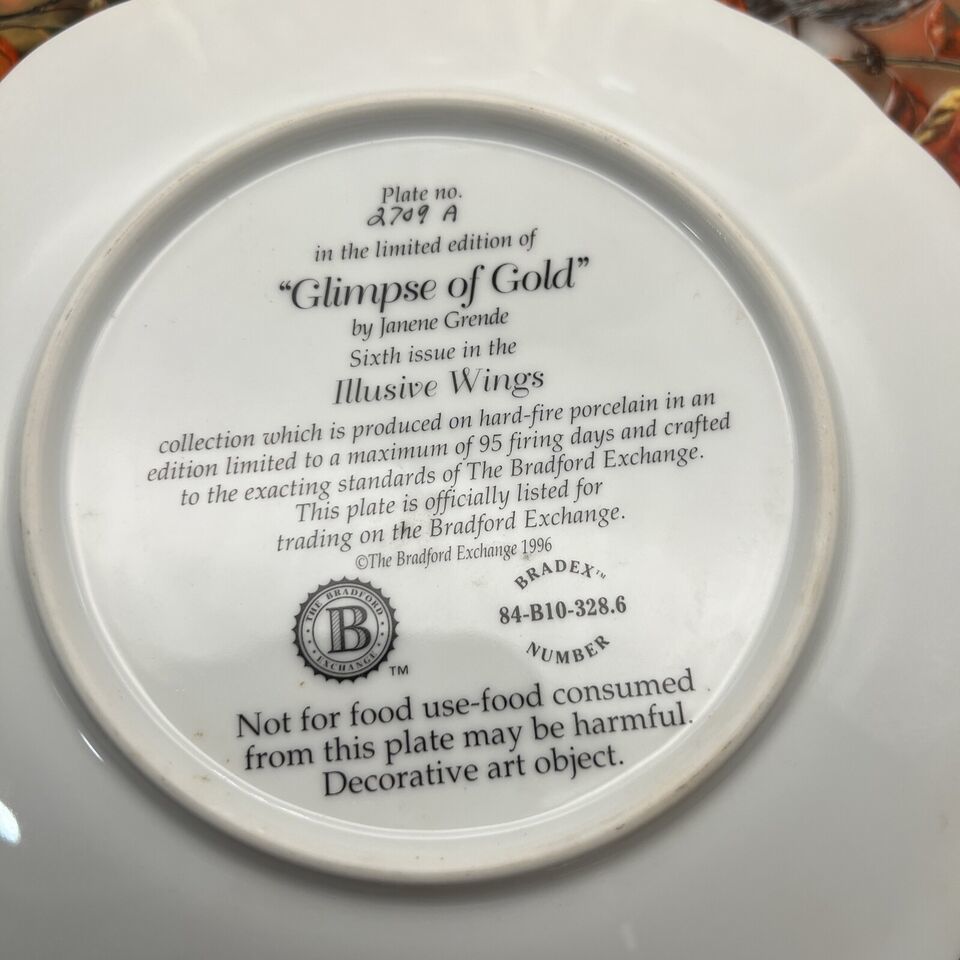 Plate no.
2709 A
in the limited edition of
“Glimpse of Gold”
by Janene Grende
Sixth issue in the
Illusive Wings
collection which is produced on hard-fire porcelain in an
edition limited to a maximum of 95 firing days and crafted
to the exacting standards of The Bradford Exchange.
This plate is officially listed for
trading on the Bradford Exchange.
©The Bradford Exchange 1996
THE BRADFORD
B
EXCHANGE
TM
BRADEX™
84-B10-328.6
NUMBER
Not for food use-food consumed
from this plate may be harmful.
Decorative art object.